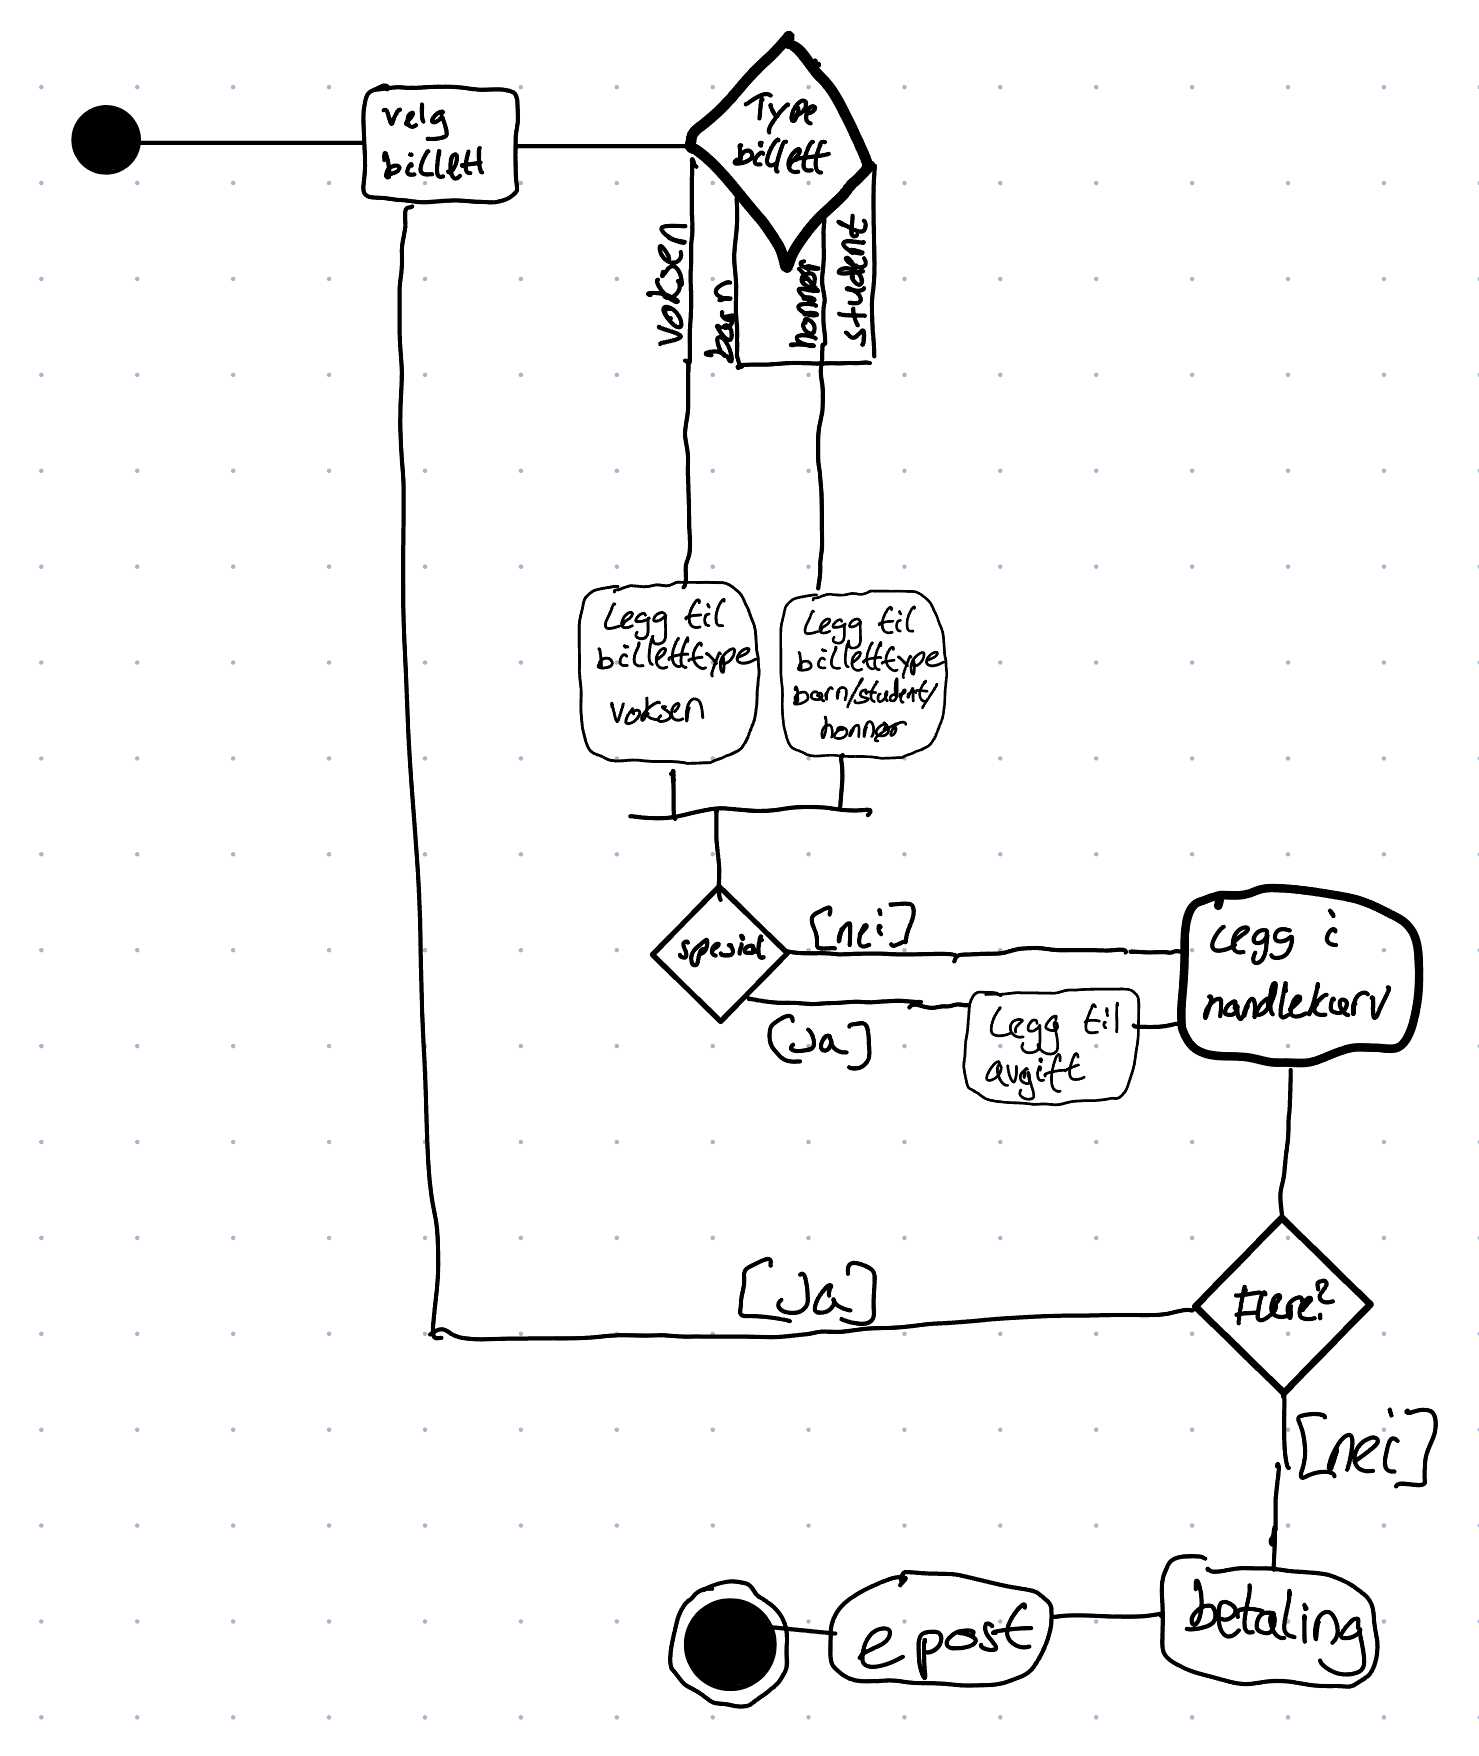 velg
billett
Type
billett
voksen
barn
honnør
student
Legg til
billettype
voksen
Legg til
billettype
barn/student/
honnør
spesial
[nei]
[Ja]
Legg til
avgift
Legg i
handlekurv
Flere?
[Ja]
[nei]
betaling
epost